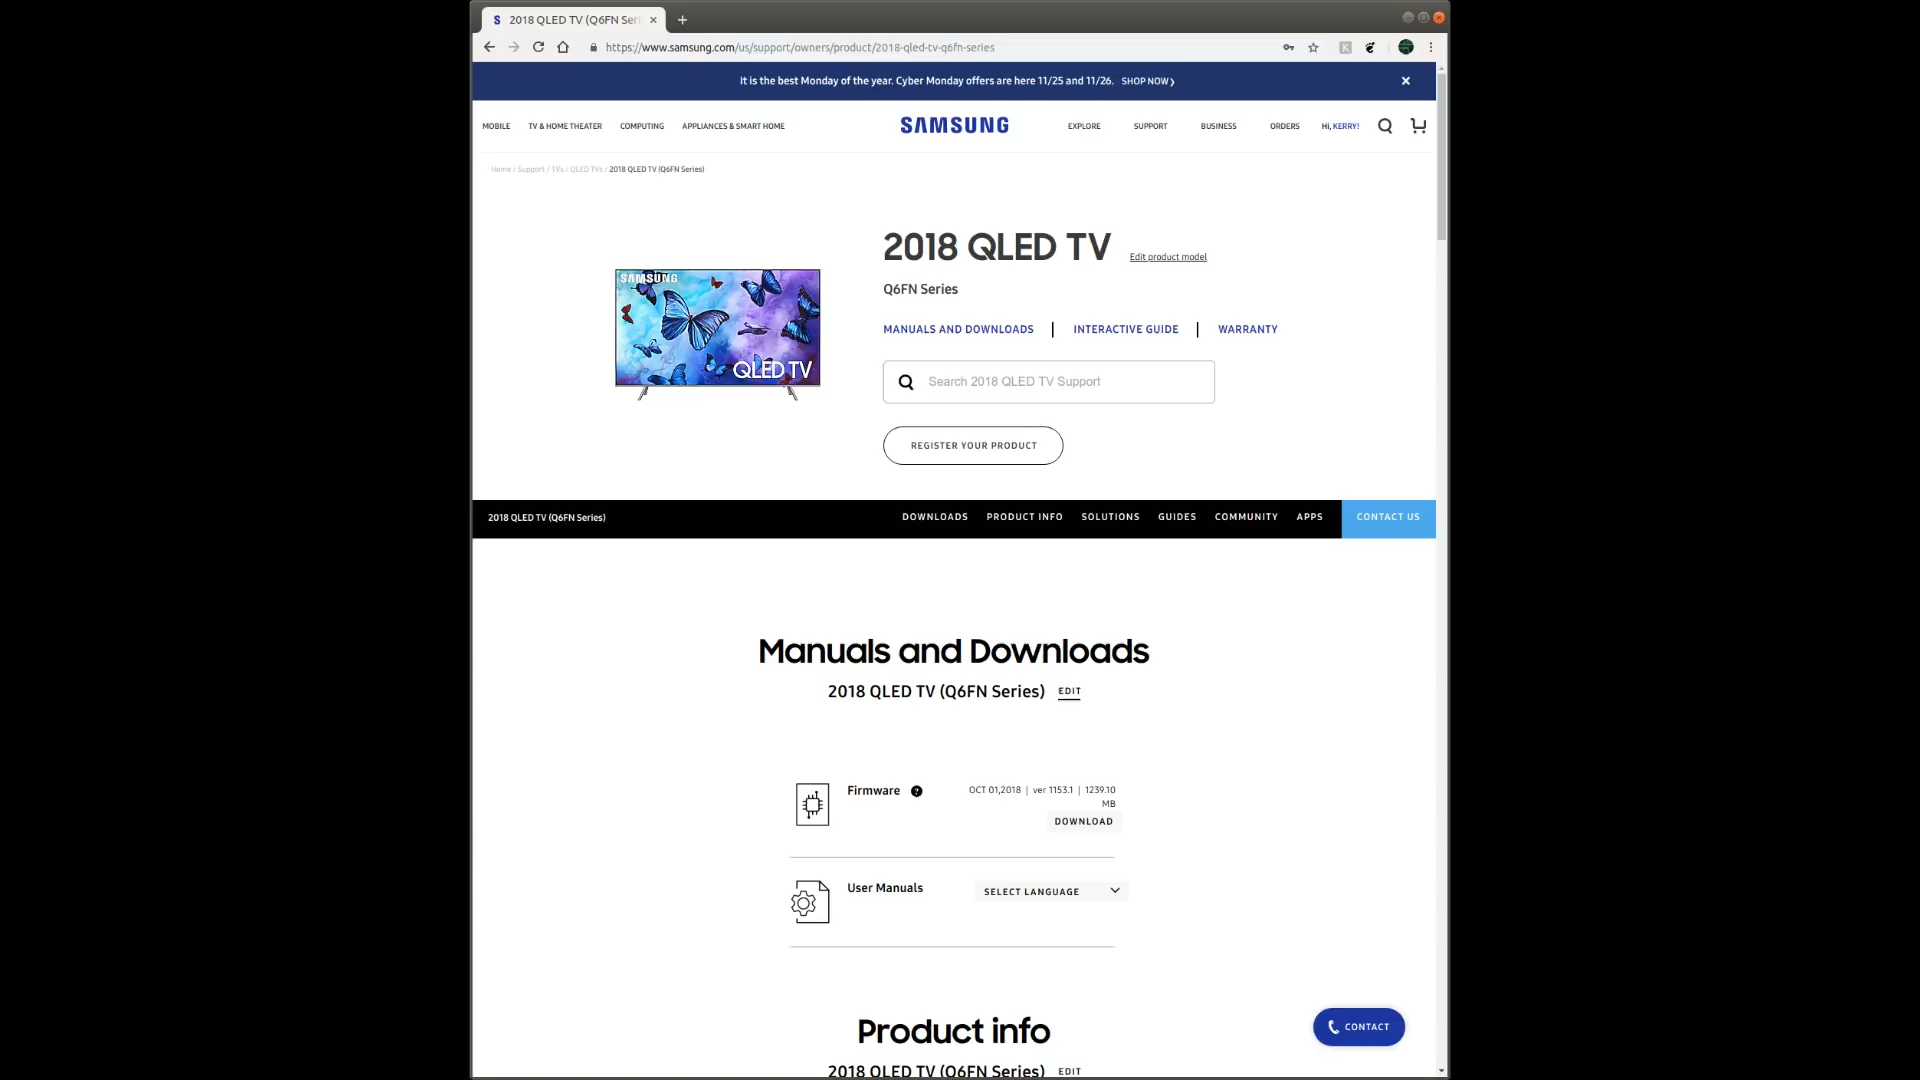 2018 QLED TV (Q6FN Seri
https://www.samsung.com/us/support/owners/product/2018-qled-tv-q6fn-series
It is the best Monday of the year. Cyber Monday offers are here 11/25 and 11/26. SHOP NOW
MOBILE TV & HOME THEATER COMPUTING APPLIANCES & SMART HOME SAMSUNG EXPLORE SUPPORT BUSINESS ORDERS Hi, KERRY!
Home / Support / TVs / QLED TVs / 2018 QLED TV (Q6FN Series)
SAMSUNG
QLED TV
2018 QLED TV Edit product model
Q6FN Series
MANUALS AND DOWNLOADS INTERACTIVE GUIDE WARRANTY
Search 2018 QLED TV Support
REGISTER YOUR PRODUCT
2018 QLED TV (Q6FN Series) DOWNLOADS PRODUCT INFO SOLUTIONS GUIDES COMMUNITY APPS CONTACT US
Manuals and Downloads
2018 QLED TV (Q6FN Series) EDIT
Firmware ? OCT 01,2018 | ver 1153.1 | 1239.10
MB
DOWNLOAD
User Manuals SELECT LANGUAGE
Product info
CONTACT
2018 QLED TV (Q6FN Series) EDIT